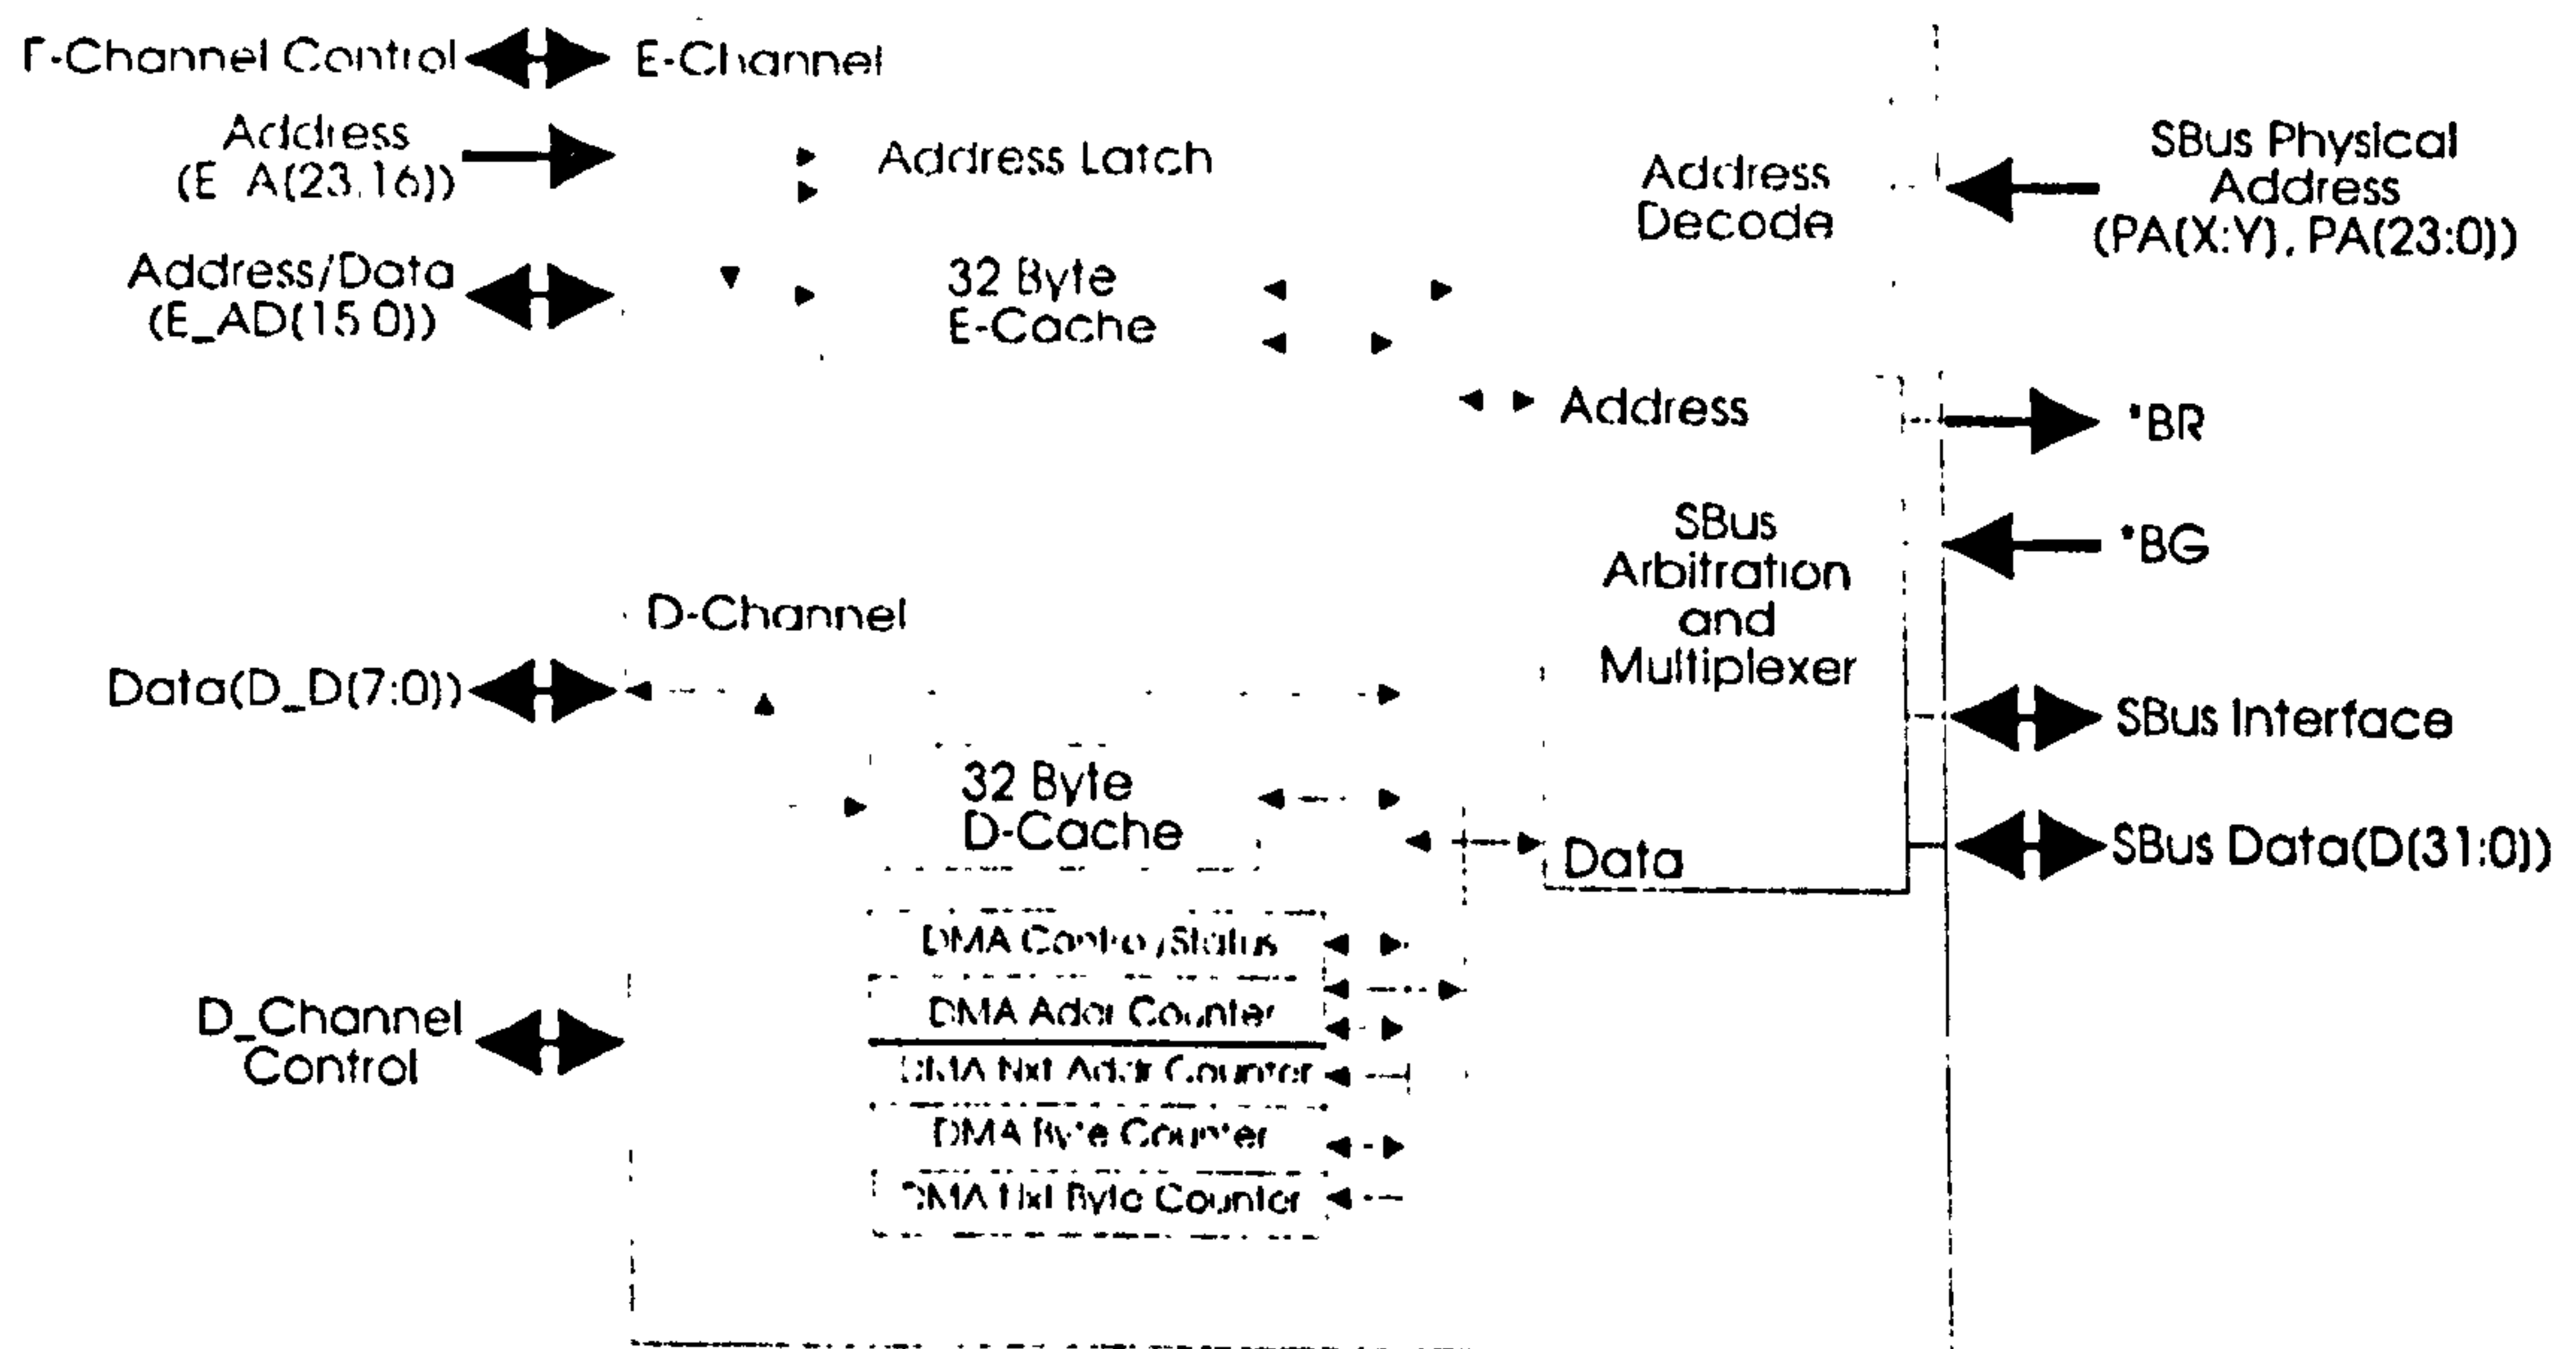 E-Channel Control
E-Channel
Address
(E_A(23:16))
Address Latch
Address
Decode
SBus Physical
Address
(PA(X:Y), PA(23:0))
Address/Data
(E_AD(15:0))
32 Byte
E-Cache
Address
*BR
SBus
Arbitration
and
Multiplexer
*BG
D-Channel
Data(D_D(7:0))
SBus Interface
32 Byte
D-Cache
Data
SBus Data(D(31:0))
DMA Control/Status
DMA Addr Counter
D_Channel
Control
DMA Nxt Addr Counter
DMA Byte Counter
DMA Nxt Byte Counter